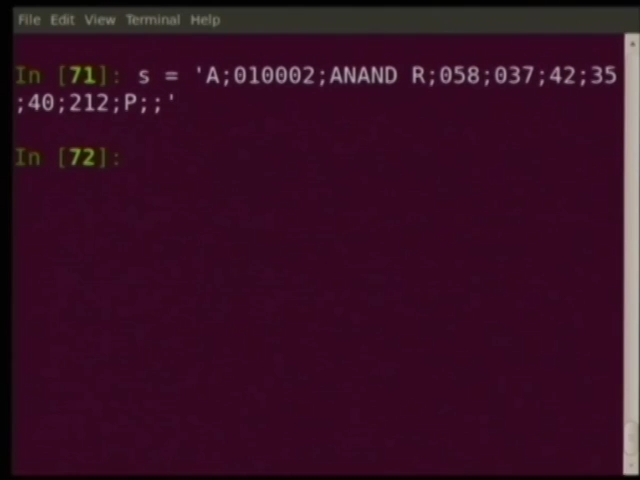 File Edit View Terminal Help
In [71]: s = 'A;010002;ANAND R;058;037;42;35
;40;212;P;;'
In [72]: